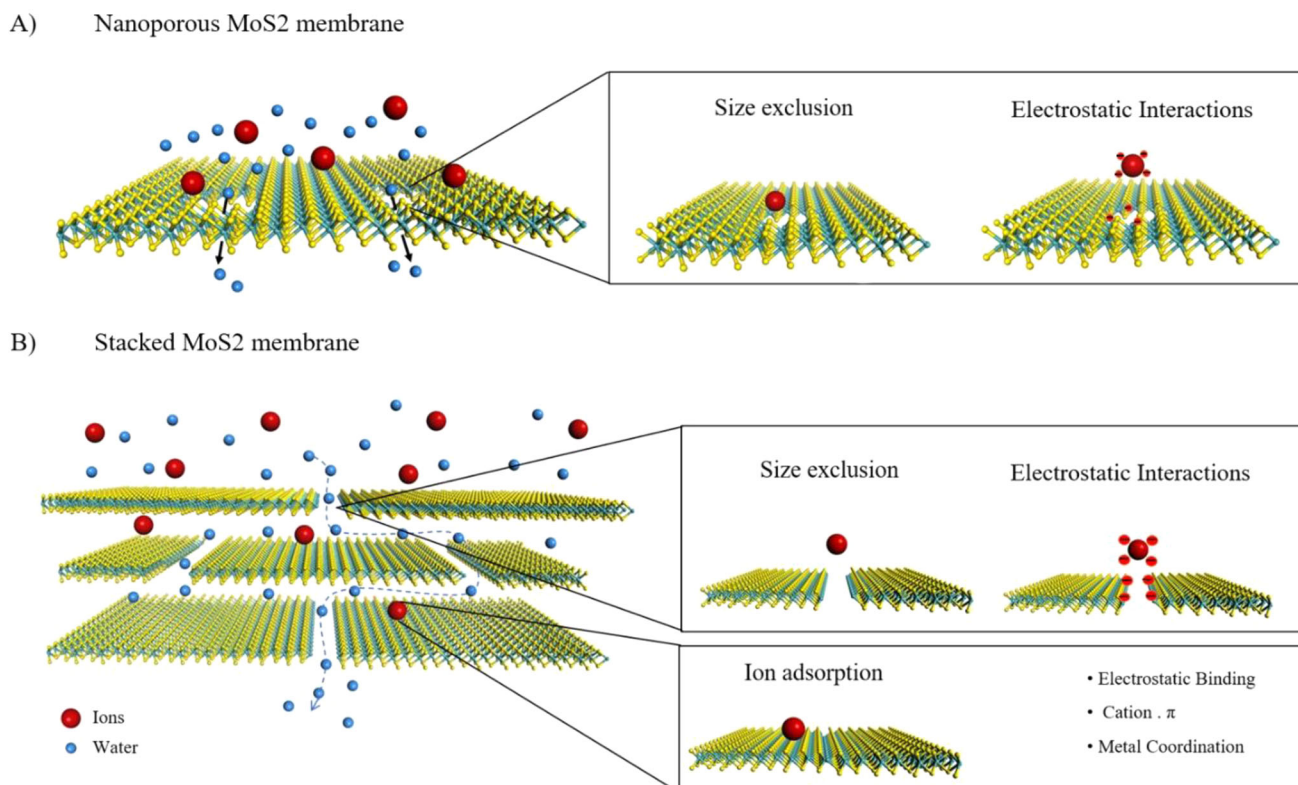 A) Nanoporous MoS2 membrane
Size exclusion
Electrostatic Interactions
B) Stacked MoS2 membrane
Size exclusion
Electrostatic Interactions
Ion adsorption
• Electrostatic Binding
• Cation . π
• Metal Coordination
Ions
Water